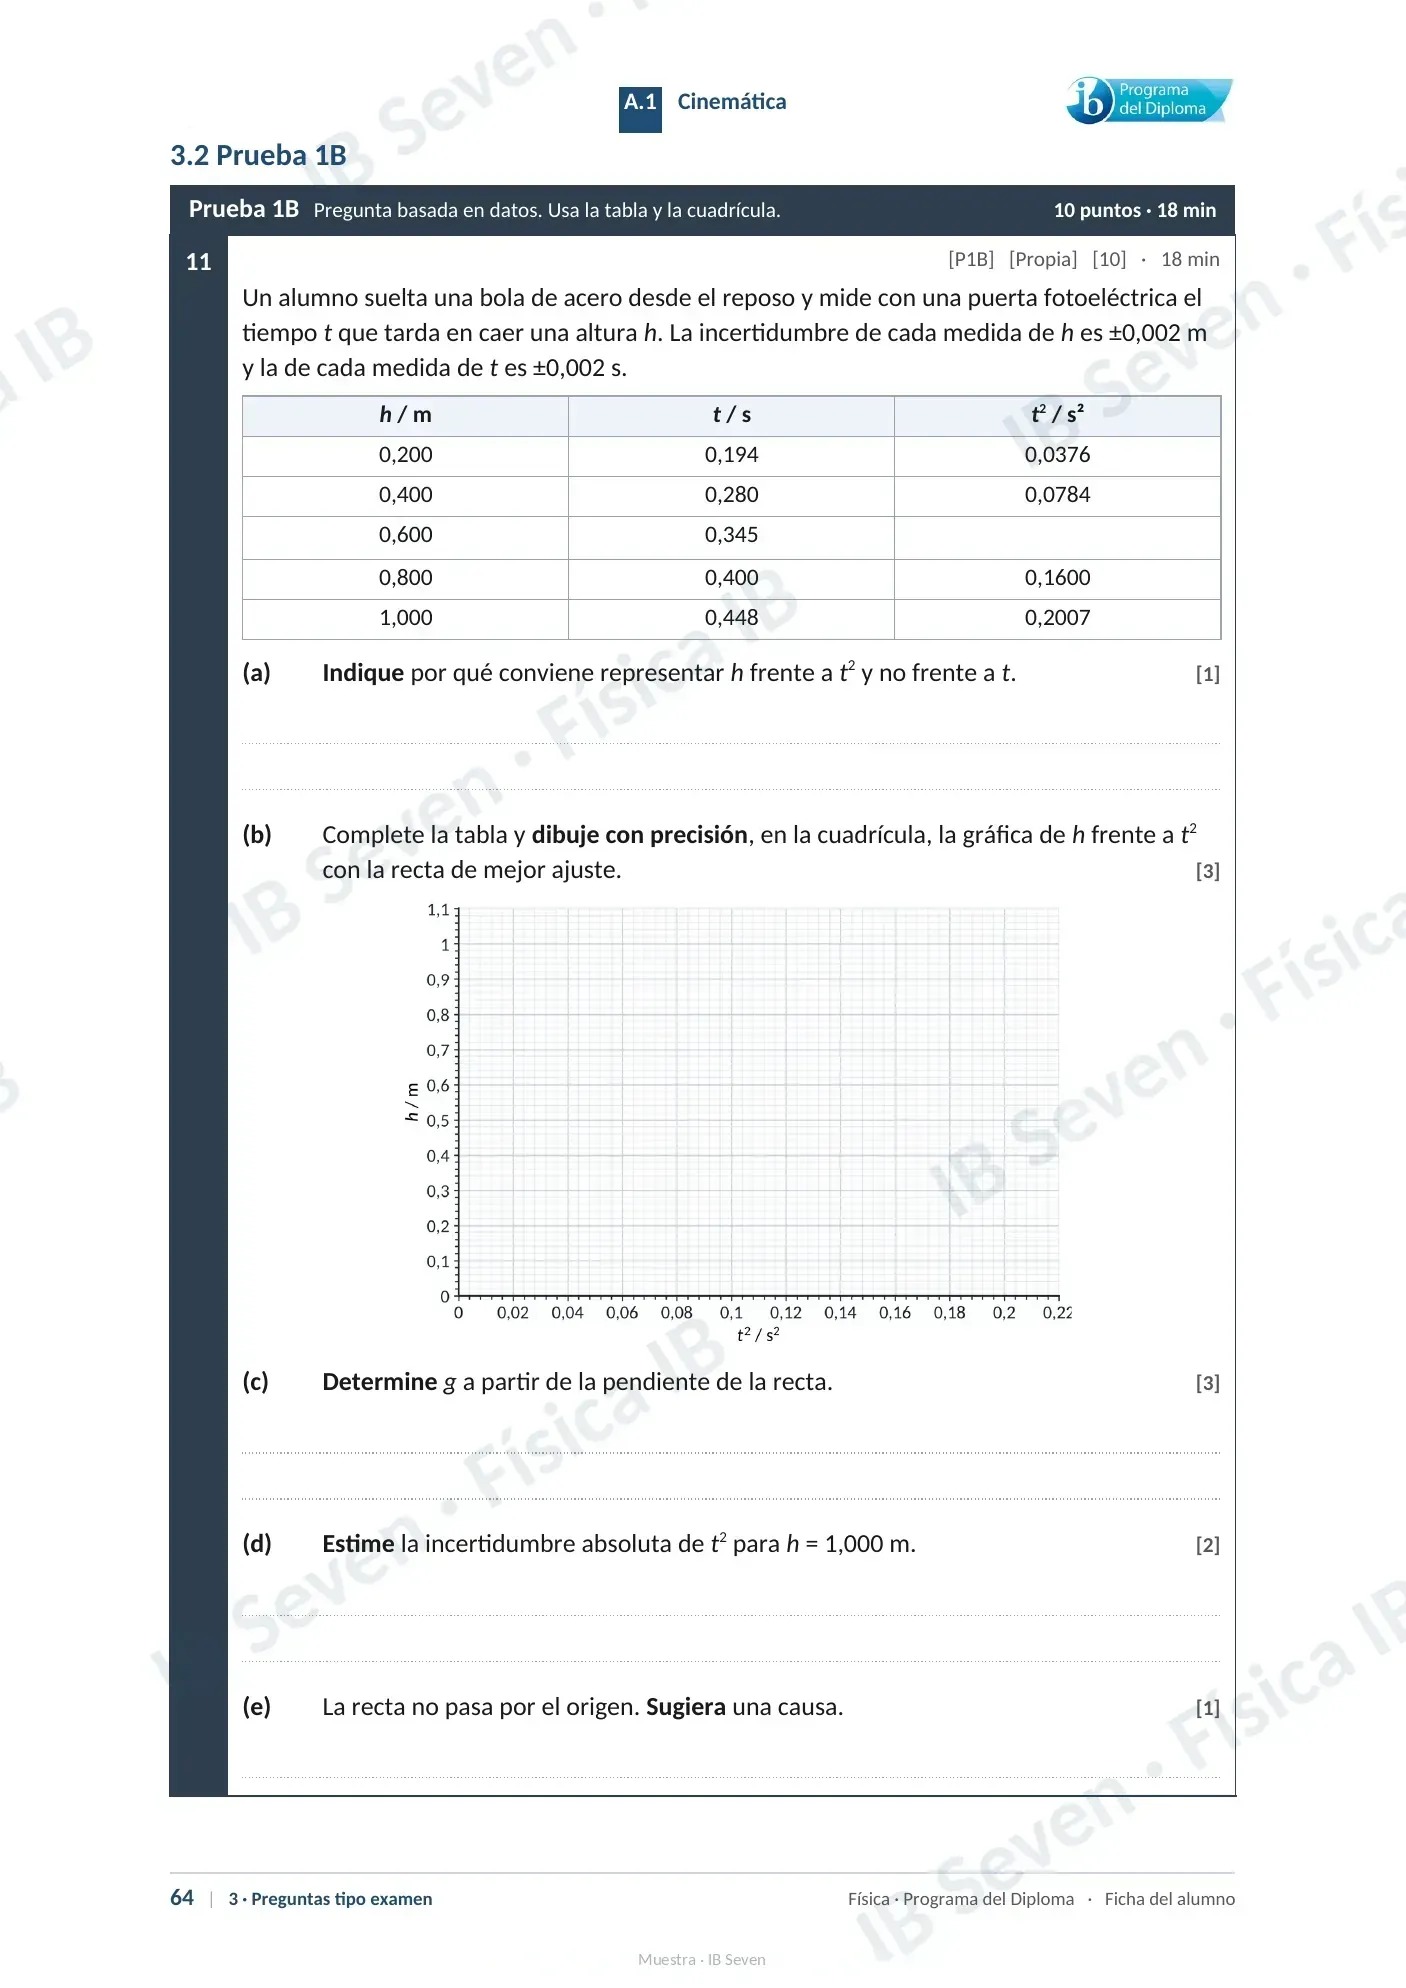 A.1 Cinemática
ib Programa
del Diploma
3.2 Prueba 1B
Prueba 1B Pregunta basada en datos. Usa la tabla y la cuadrícula. 10 puntos · 18 min
11
[P1B] [Propia] [10] · 18 min
Un alumno suelta una bola de acero desde el reposo y mide con una puerta fotoeléctrica el
tiempo t que tarda en caer una altura h. La incertidumbre de cada medida de h es ±0,002 m
y la de cada medida de t es ±0,002 s.
h / m t / s t² / s²
0,200 0,194 0,0376
0,400 0,280 0,0784
0,600 0,345
0,800 0,400 0,1600
1,000 0,448 0,2007
(a) Indique por qué conviene representar h frente a t² y no frente a t. [1]
(b) Complete la tabla y dibuje con precisión, en la cuadrícula, la gráfica de h frente a t²
con la recta de mejor ajuste. [3]
1,1
1
0,9
0,8
0,7
0,6
0,5
0,4
0,3
0,2
0,1
0
h / m
0 0,02 0,04 0,06 0,08 0,1 0,12 0,14 0,16 0,18 0,2 0,22
t² / s²
(c) Determine g a partir de la pendiente de la recta. [3]
(d) Estime la incertidumbre absoluta de t² para h = 1,000 m. [2]
(e) La recta no pasa por el origen. Sugiera una causa. [1]
64 | 3 · Preguntas tipo examen Física · Programa del Diploma · Ficha del alumno
Muestra · IB Seven
IB Seven · Física IB